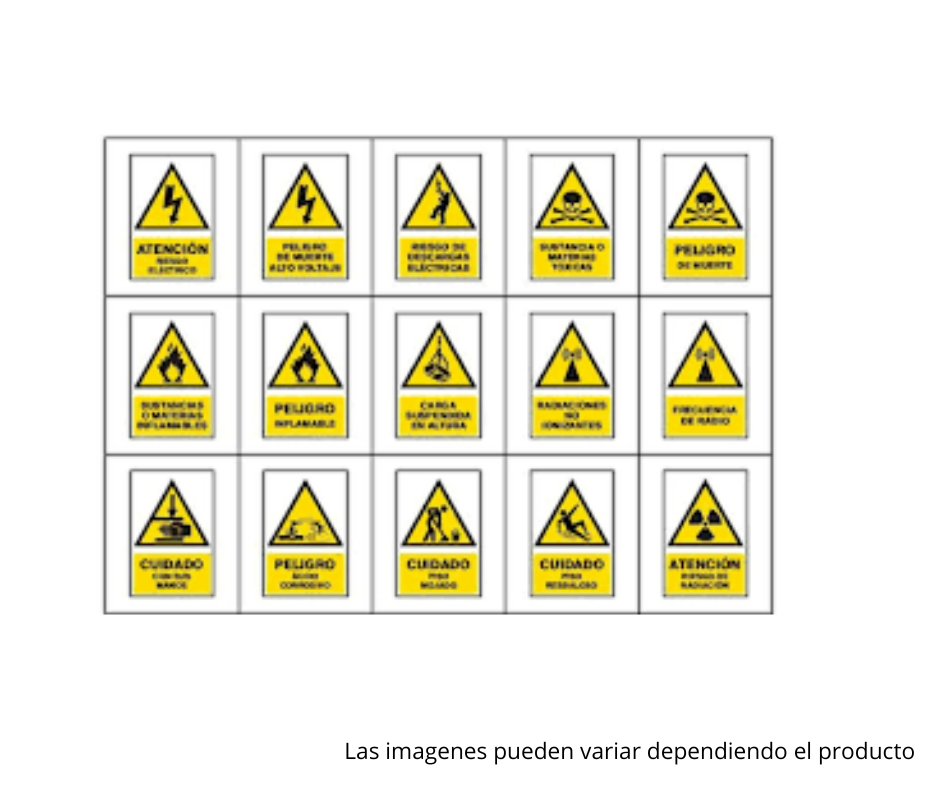 ATENCIÓN
RIESGO
ELÉCTRICO
PELIGRO
DE MUERTE
ALTO VOLTAJE
RIESGO DE
DESCARGAS
ELÉCTRICAS
SUSTANCIA O
MATERIAS
TÓXICAS
PELIGRO
DE MUERTE
SUSTANCIAS
O MATERIAS
INFLAMABLES
PELIGRO
INFLAMABLE
CARGA
SUSPENDIDA
EN ALTURA
RADIACIONES
NO
IONIZANTES
FRECUENCIA
DE RADIO
CUIDADO
CON SUS
MANOS
PELIGRO
ÁCIDO
CORROSIVO
CUIDADO
PISO
MOJADO
CUIDADO
PISO
RESBALOSO
ATENCIÓN
RIESGO DE
RADIACIÓN
Las imagenes pueden variar dependiendo el producto